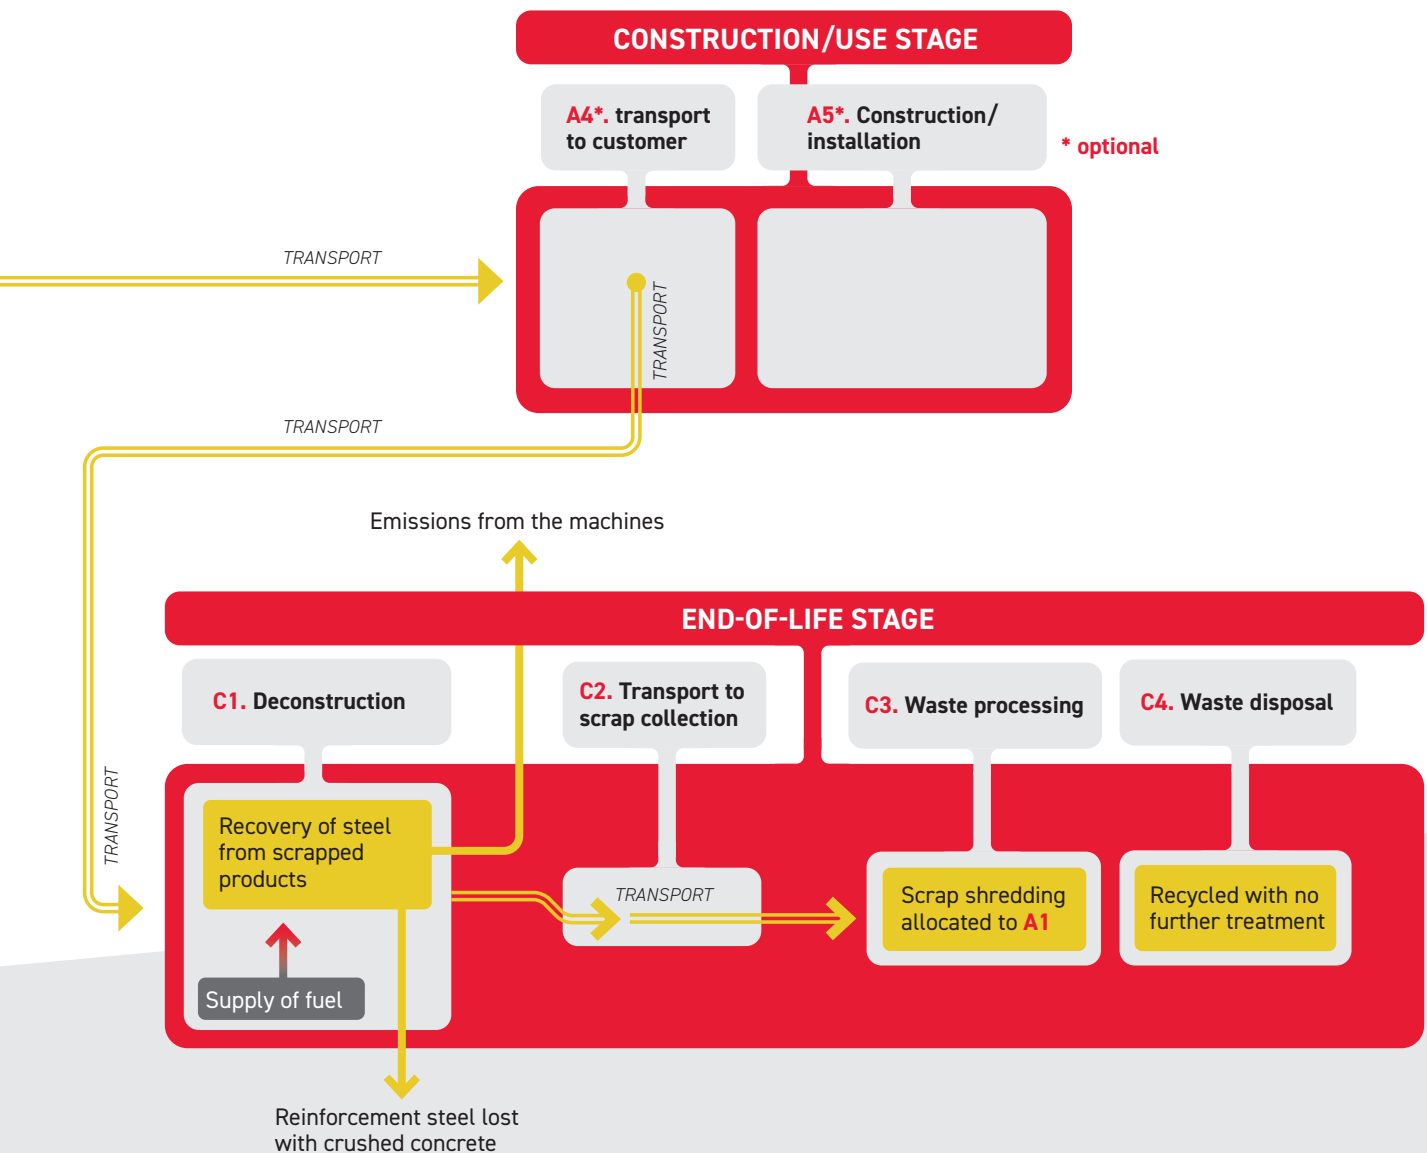 CONSTRUCTION/USE STAGE
A4*. transport
to customer
A5*. Construction/
installation
* optional
TRANSPORT
TRANSPORT
TRANSPORT
Emissions from the machines
END-OF-LIFE STAGE
C1. Deconstruction
C2. Transport to
scrap collection
C3. Waste processing
C4. Waste disposal
TRANSPORT
Recovery of steel
from scrapped
products
TRANSPORT
Scrap shredding
allocated to A1
Recycled with no
further treatment
Supply of fuel
Reinforcement steel lost
with crushed concrete